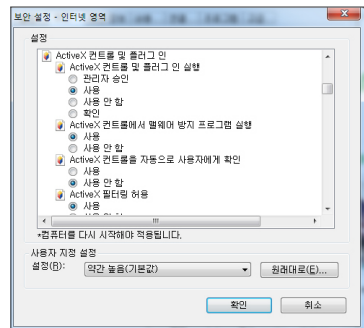 보안 설정 - 인터넷 영역
설정
ActiveX 컨트롤 및 플러그 인
ActiveX 컨트롤 및 플러그 인 실행
관리자 승인
사용
사용 안 함
확인
ActiveX 컨트롤에서 맬웨어 방지 프로그램 실행
사용
사용 안 함
ActiveX 컨트롤을 자동으로 사용자에게 확인
사용
사용 안 함
ActiveX 필터링 허용
사용
*컴퓨터를 다시 시작해야 적용됩니다.
사용자 지정 설정
설정(R): 약간 높음(기본값) 원래대로(E)...
확인 취소